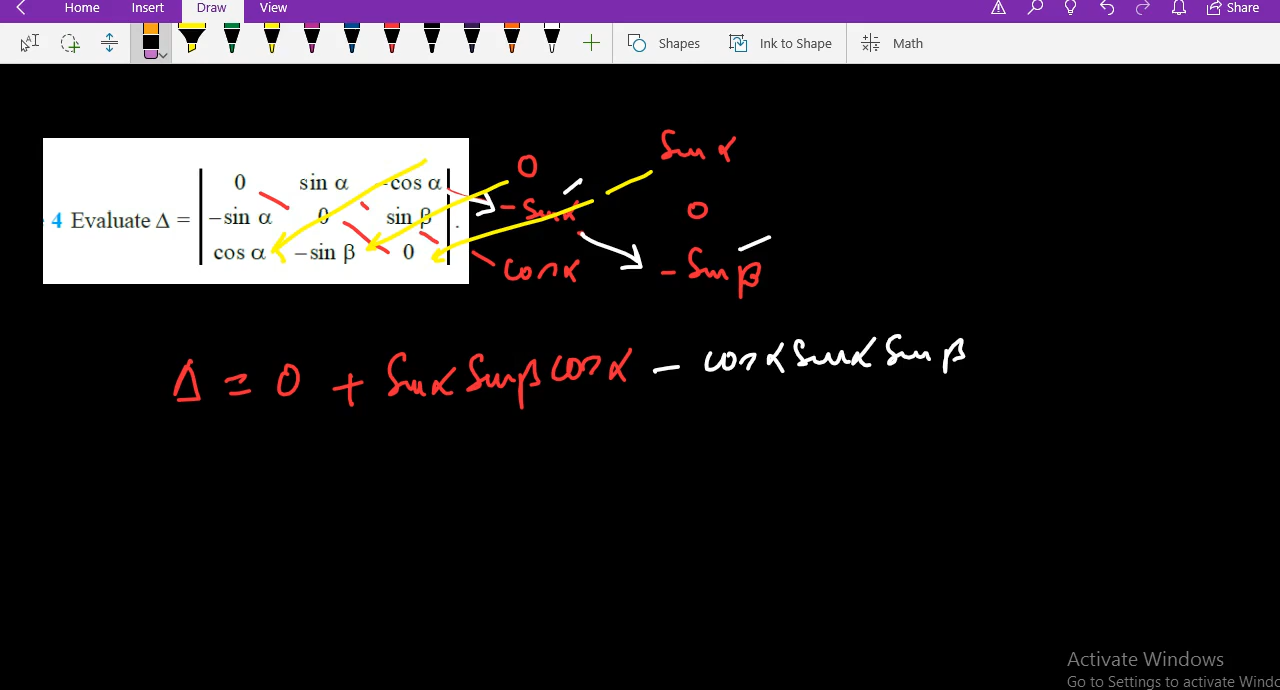 Home Insert Draw View Share
Shapes Ink to Shape Math
4 Evaluate Δ = | 0 sin α -cos α |
| −sin α 0 sin β |
| cos α −sin β 0 | .
0 Sin α
- Sin α 0
cos α - Sin β
Δ = 0 + Sin α Sin β cos α - cos α Sin α Sin β
Activate Windows
Go to Settings to activate Windo